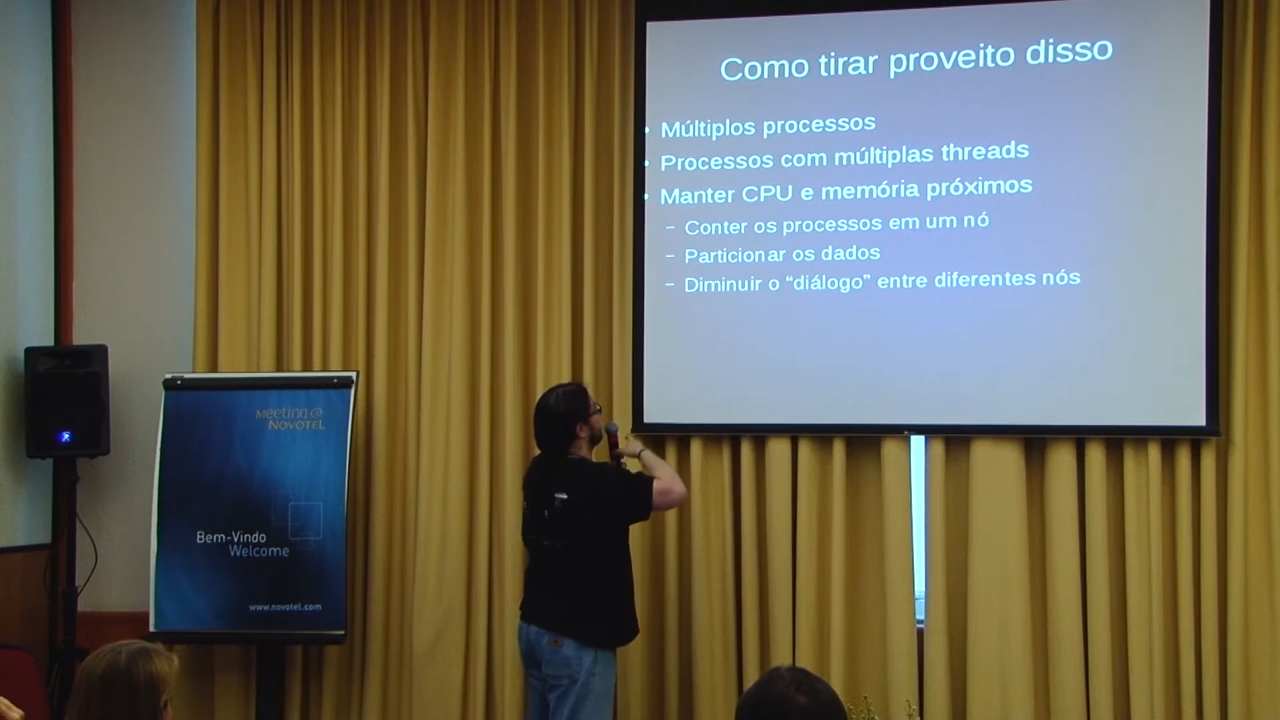 Como tirar proveito disso
• Múltiplos processos
• Processos com múltiplas threads
• Manter CPU e memória próximos
– Conter os processos em um nó
– Particionar os dados
– Diminuir o “diálogo” entre diferentes nós
Meeting@
NOVOTEL
Bem-Vindo
Welcome
www.novotel.com